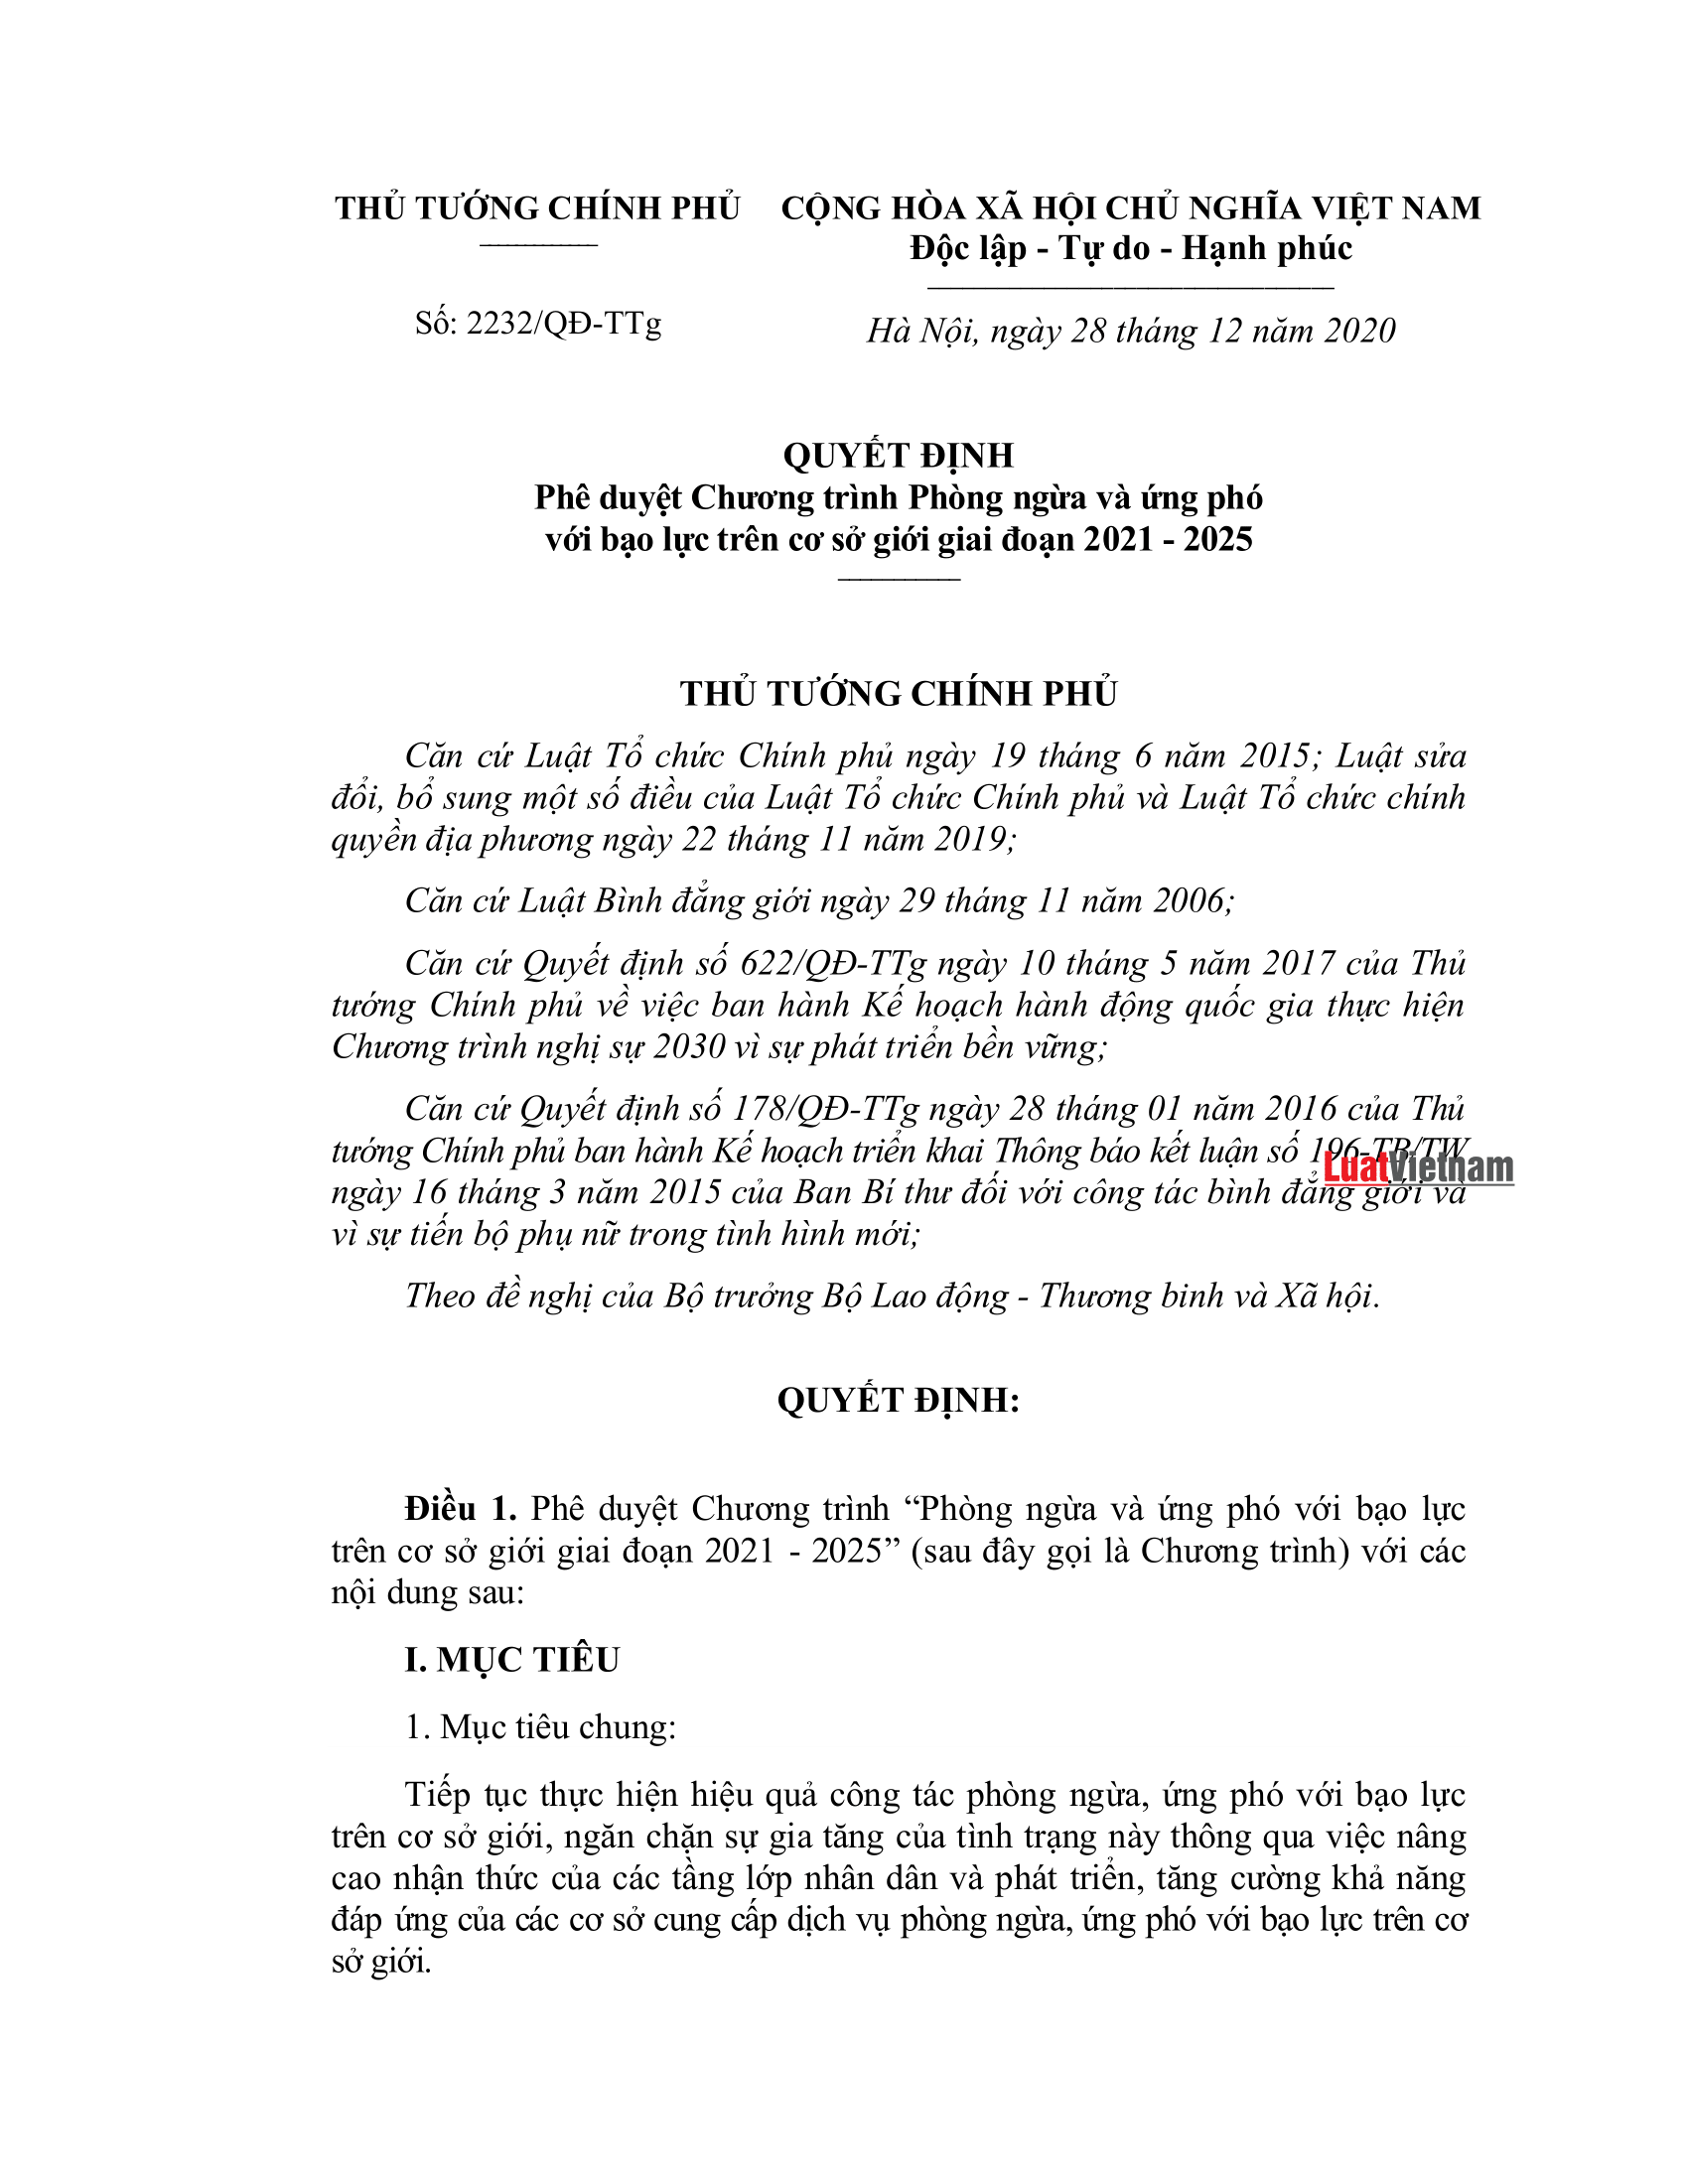 THỦ TƯỚNG CHÍNH PHỦ
CỘNG HÒA XÃ HỘI CHỦ NGHĨA VIỆT NAM
Độc lập - Tự do - Hạnh phúc
Số: 2232/QĐ-TTg
Hà Nội, ngày 28 tháng 12 năm 2020
QUYẾT ĐỊNH
Phê duyệt Chương trình Phòng ngừa và ứng phó
với bạo lực trên cơ sở giới giai đoạn 2021 - 2025
THỦ TƯỚNG CHÍNH PHỦ
Căn cứ Luật Tổ chức Chính phủ ngày 19 tháng 6 năm 2015; Luật sửa
đổi, bổ sung một số điều của Luật Tổ chức Chính phủ và Luật Tổ chức chính
quyền địa phương ngày 22 tháng 11 năm 2019;
Căn cứ Luật Bình đẳng giới ngày 29 tháng 11 năm 2006;
Căn cứ Quyết định số 622/QĐ-TTg ngày 10 tháng 5 năm 2017 của Thủ
tướng Chính phủ về việc ban hành Kế hoạch hành động quốc gia thực hiện
Chương trình nghị sự 2030 vì sự phát triển bền vững;
Căn cứ Quyết định số 178/QĐ-TTg ngày 28 tháng 01 năm 2016 của Thủ
tướng Chính phủ ban hành Kế hoạch triển khai Thông báo kết luận số 196-TB/TW
LuatVietnam
ngày 16 tháng 3 năm 2015 của Ban Bí thư đối với công tác bình đẳng giới và
vì sự tiến bộ phụ nữ trong tình hình mới;
Theo đề nghị của Bộ trưởng Bộ Lao động - Thương binh và Xã hội.
QUYẾT ĐỊNH:
Điều 1. Phê duyệt Chương trình “Phòng ngừa và ứng phó với bạo lực
trên cơ sở giới giai đoạn 2021 - 2025” (sau đây gọi là Chương trình) với các
nội dung sau:
I. MỤC TIÊU
1. Mục tiêu chung:
Tiếp tục thực hiện hiệu quả công tác phòng ngừa, ứng phó với bạo lực
trên cơ sở giới, ngăn chặn sự gia tăng của tình trạng này thông qua việc nâng
cao nhận thức của các tầng lớp nhân dân và phát triển, tăng cường khả năng
đáp ứng của các cơ sở cung cấp dịch vụ phòng ngừa, ứng phó với bạo lực trên cơ
sở giới.